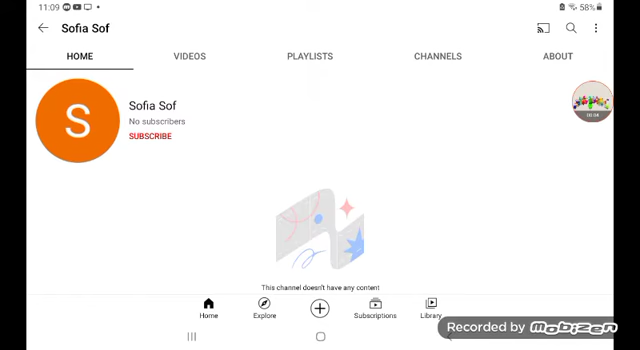 11:09
58%
Sofia Sof
HOME VIDEOS PLAYLISTS CHANNELS ABOUT
S
Sofia Sof
No subscribers
SUBSCRIBE
This channel doesn't have any content
Home Explore Subscriptions Library
Recorded by Mobizen